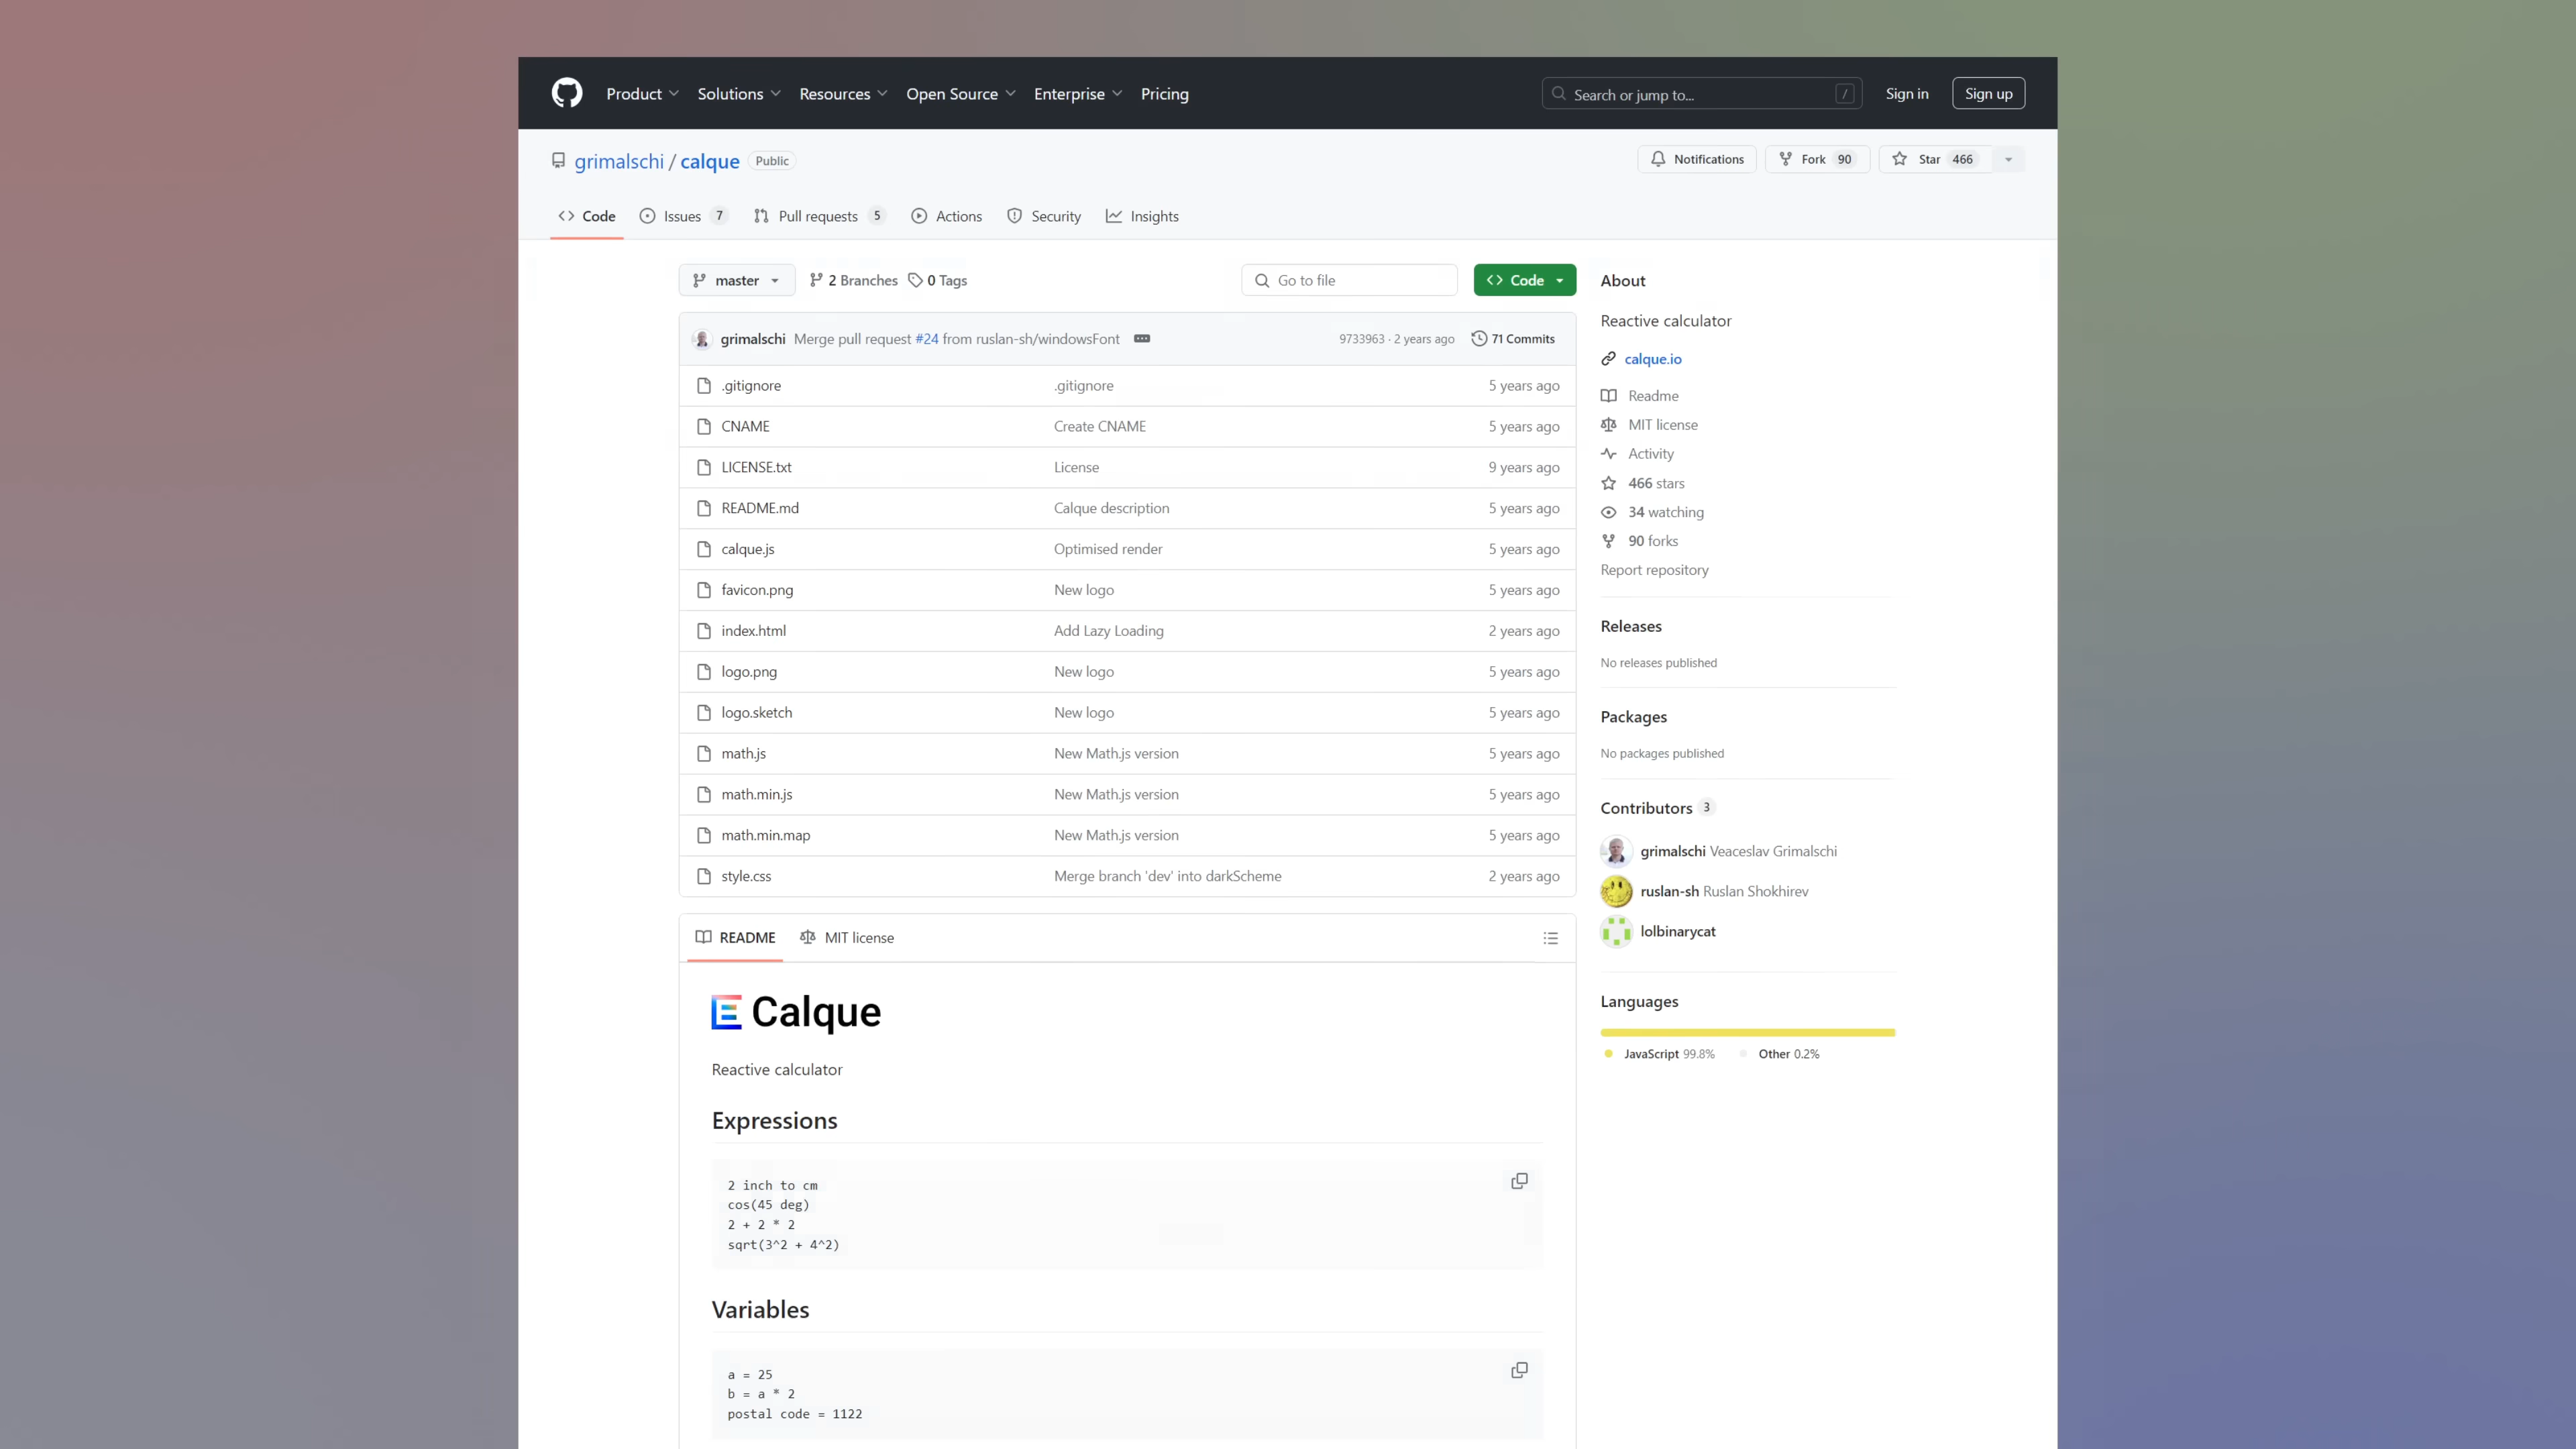 Product Solutions Resources Open Source Enterprise Pricing Search or jump to... / Sign in Sign up
grimalschi / calque Public Notifications Fork 90 Star 466
Code Issues 7 Pull requests 5 Actions Security Insights
master 2 Branches 0 Tags Go to file Code
grimalschi Merge pull request #24 from ruslan-sh/windowsFont 9733963 · 2 years ago 71 Commits
.gitignore .gitignore 5 years ago
CNAME Create CNAME 5 years ago
LICENSE.txt License 9 years ago
README.md Calque description 5 years ago
calque.js Optimised render 5 years ago
favicon.png New logo 5 years ago
index.html Add Lazy Loading 2 years ago
logo.png New logo 5 years ago
logo.sketch New logo 5 years ago
math.js New Math.js version 5 years ago
math.min.js New Math.js version 5 years ago
math.min.map New Math.js version 5 years ago
style.css Merge branch 'dev' into darkScheme 2 years ago
README MIT license
Calque
Reactive calculator
Expressions
2 inch to cm
cos(45 deg)
2 + 2 * 2
sqrt(3^2 + 4^2)
Variables
a = 25
b = a * 2
postal code = 1122
About
Reactive calculator
calque.io
Readme
MIT license
Activity
466 stars
34 watching
90 forks
Report repository
Releases
No releases published
Packages
No packages published
Contributors 3
grimalschi Veaceslav Grimalschi
ruslan-sh Ruslan Shokhirev
lolbinarycat
Languages
JavaScript 99.8% Other 0.2%